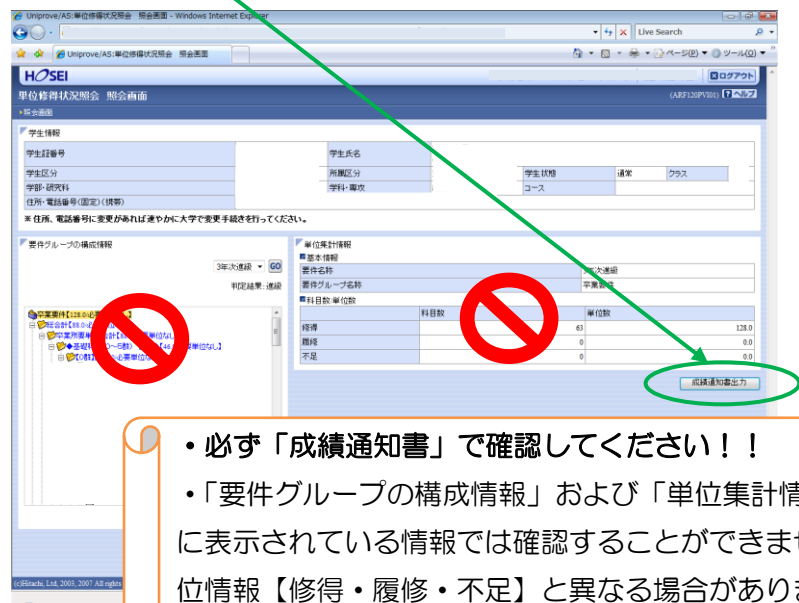 Uniprove/AS:単位修得状況照会 照会画面 - Windows Internet Explorer
Live Search
Uniprove/AS:単位修得状況照会 照会画面
ページ(P) ツール(O)
HOSEI
ログアウト
単位修得状況照会 照会画面 (ARF120PVI01) ?ヘルプ
▸照会画面
学生情報
学生証番号 学生氏名
学生区分 所属区分 学生状態 通常 クラス
学部・研究科 学科・専攻 コース
住所・電話番号(固定)(携帯)
※住所、電話番号に変更があれば速やかに大学で変更手続きを行ってください。
要件グループの構成情報
3年次進級 GO
判定結果:進級
単位集計情報
基本情報
要件名称 3年次進級
要件グループ名称 卒業要件
科目数・単位数
科目数 単位数
修得 63 128.0
履修 0 0.0
不足 0 0.0
成績通知書出力
・必ず「成績通知書」で確認してください！！
・「要件グループの構成情報」および「単位集計情
に表示されている情報では確認することができませ
位情報【修得・履修・不足】と異なる場合がありま
(c)Hitachi, Ltd. 2003, 2007 All rights